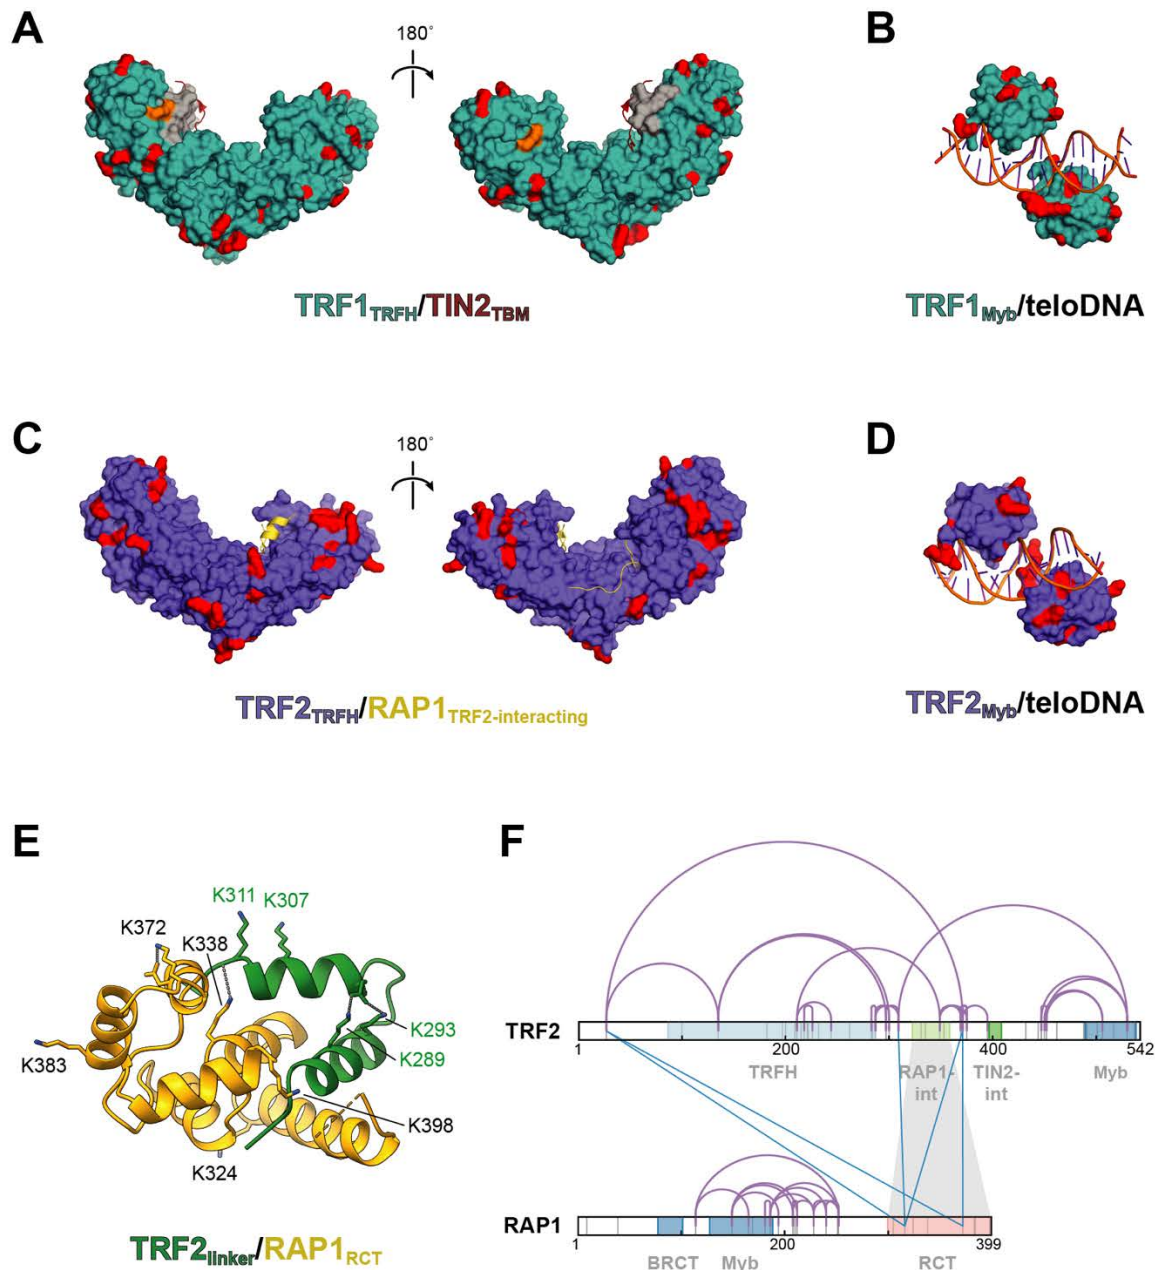 A
180°
B
TRF1TRFH/TIN2TBM
TRF1Myb/teloDNA
C
180°
D
TRF2TRFH/RAP1TRF2-interacting
TRF2Myb/teloDNA
E
K311
K307
K372
K338
K293
K289
K383
K398
K324
TRF2linker/RAP1RCT
F
TRF2
1
200
400
542
TRFH
RAP1-
int
TIN2-
int
Myb
RAP1
1
200
399
BRCT
Myb
RCT